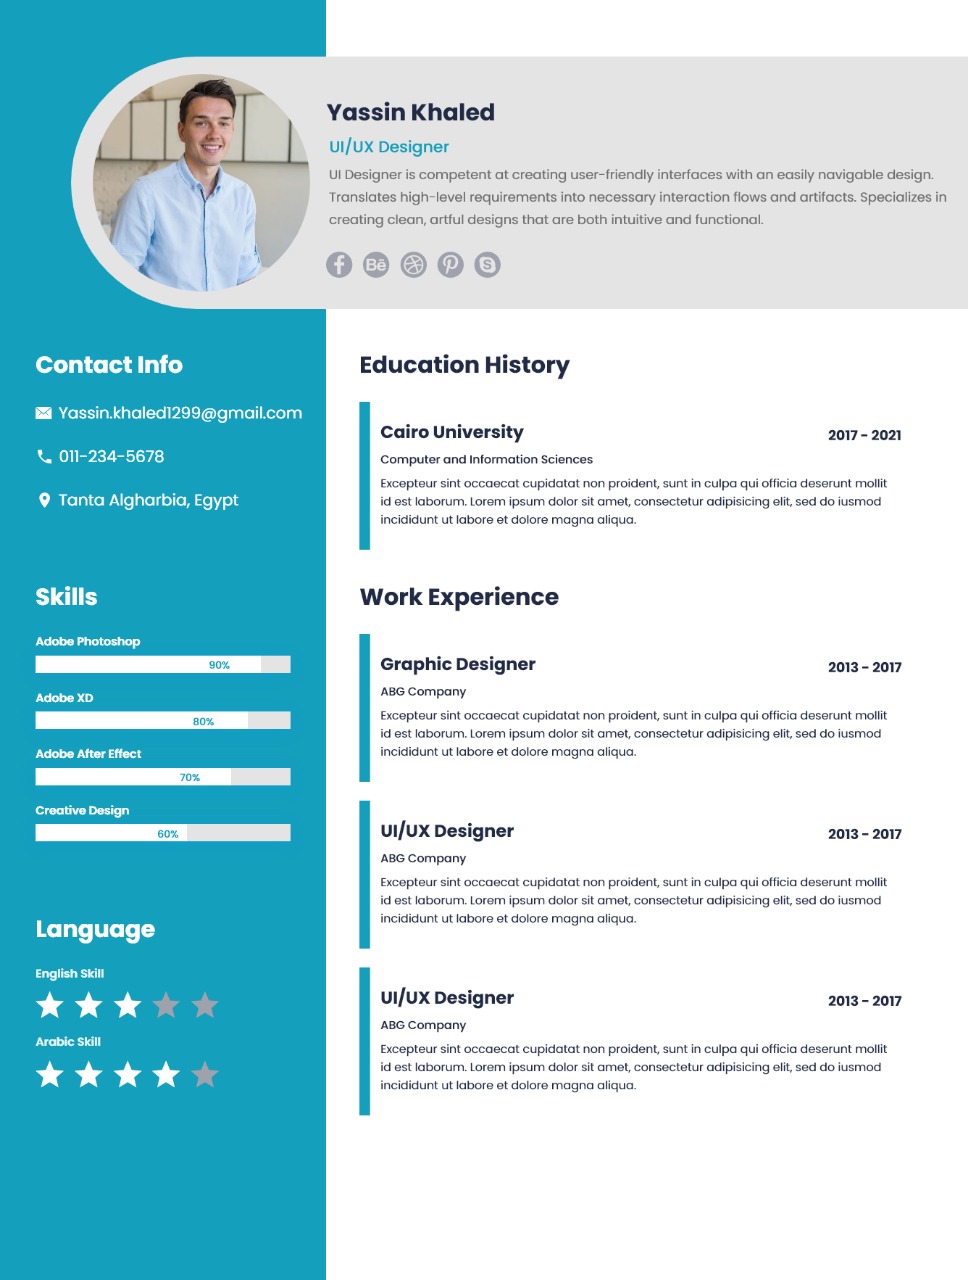 Yassin Khaled
UI/UX Designer
UI Designer is competent at creating user-friendly interfaces with an easily navigable design.
Translates high-level requirements into necessary interaction flows and artifacts. Specializes in
creating clean, artful designs that are both intuitive and functional.
Bē
Contact Info
Yassin.khaled1299@gmail.com
011-234-5678
Tanta Algharbia, Egypt
Skills
Adobe Photoshop
90%
Adobe XD
80%
Adobe After Effect
70%
Creative Design
60%
Language
English Skill
Arabic Skill
Education History
Cairo University
2017 - 2021
Computer and Information Sciences
Excepteur sint occaecat cupidatat non proident, sunt in culpa qui officia deserunt mollit
id est laborum. Lorem ipsum dolor sit amet, consectetur adipisicing elit, sed do iusmod
incididunt ut labore et dolore magna aliqua.
Work Experience
Graphic Designer
2013 - 2017
ABG Company
Excepteur sint occaecat cupidatat non proident, sunt in culpa qui officia deserunt mollit
id est laborum. Lorem ipsum dolor sit amet, consectetur adipisicing elit, sed do iusmod
incididunt ut labore et dolore magna aliqua.
UI/UX Designer
2013 - 2017
ABG Company
Excepteur sint occaecat cupidatat non proident, sunt in culpa qui officia deserunt mollit
id est laborum. Lorem ipsum dolor sit amet, consectetur adipisicing elit, sed do iusmod
incididunt ut labore et dolore magna aliqua.
UI/UX Designer
2013 - 2017
ABG Company
Excepteur sint occaecat cupidatat non proident, sunt in culpa qui officia deserunt mollit
id est laborum. Lorem ipsum dolor sit amet, consectetur adipisicing elit, sed do iusmod
incididunt ut labore et dolore magna aliqua.